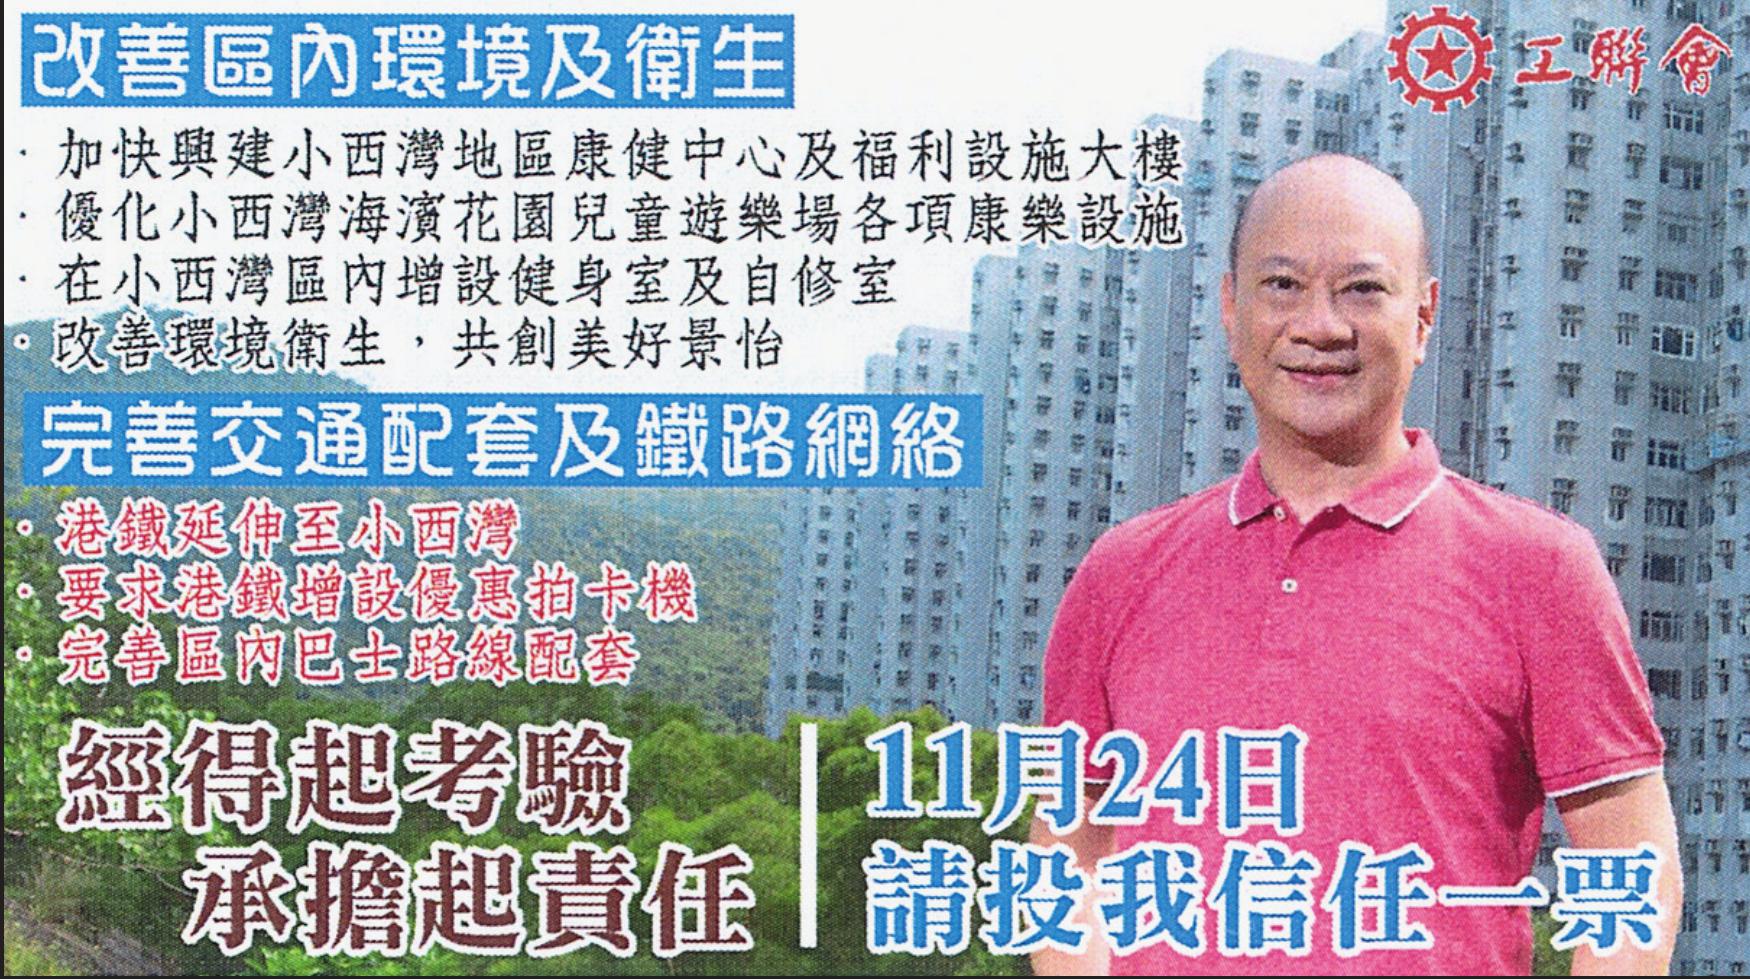 改善區內環境及衛生
工聯會
· 加快興建小西灣地區康健中心及福利設施大樓
· 優化小西灣海濱花園兒童遊樂場各項康樂設施
· 在小西灣區內增設健身室及自修室
· 改善環境衛生，共創美好景怡
完善交通配套及鐵路網絡
· 港鐵延伸至小西灣
· 要求港鐵增設優惠拍卡機
· 完善區內巴士路線配套
經得起考驗
承擔起責任
11月24日
請投我信任一票